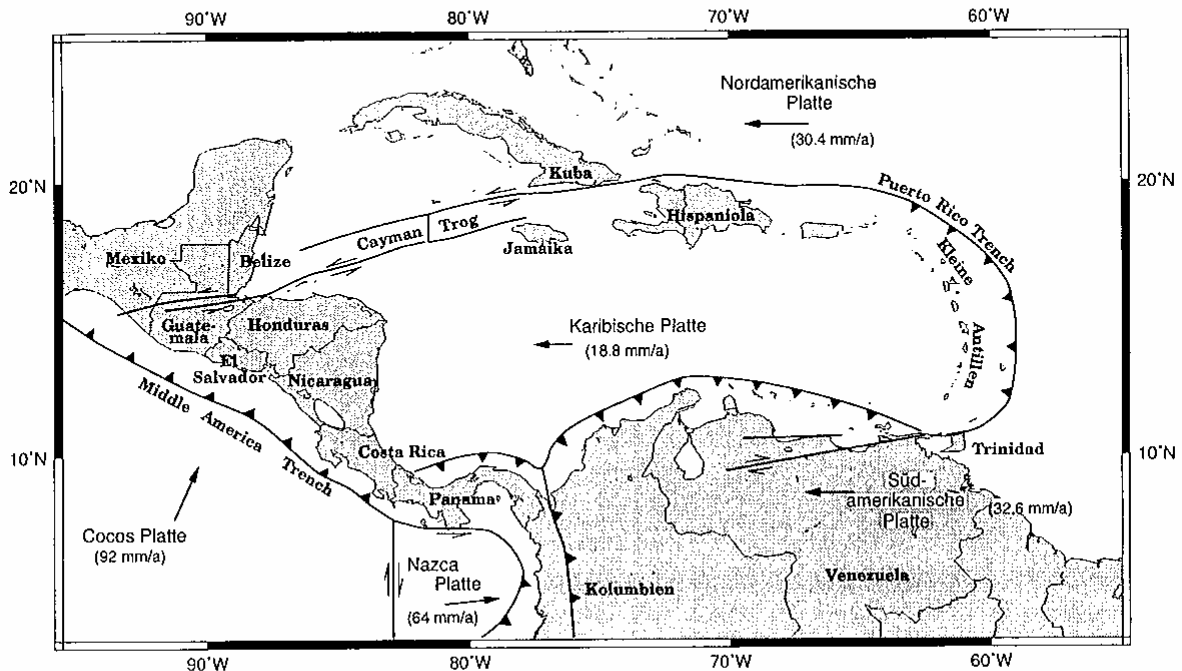 90°W
80°W
70°W
60°W
Nordamerikanische
Platte
(30.4 mm/a)
20°N
20°N
Kuba
Puerto Rico Trench
Hispaniola
Cayman Trog
Jamaika
Mexiko
Belize
Kleine
Antillen
Guate-
mala
Honduras
Karibische Platte
(18.8 mm/a)
El
Salvador
Nicaragua
Middle America Trench
Costa Rica
Trinidad
10°N
10°N
Panama
Süd-
amerikanische
Platte
(32.6 mm/a)
Cocos Platte
(92 mm/a)
Nazca
Platte
(64 mm/a)
Kolumbien
Venezuela
90°W
80°W
70°W
60°W